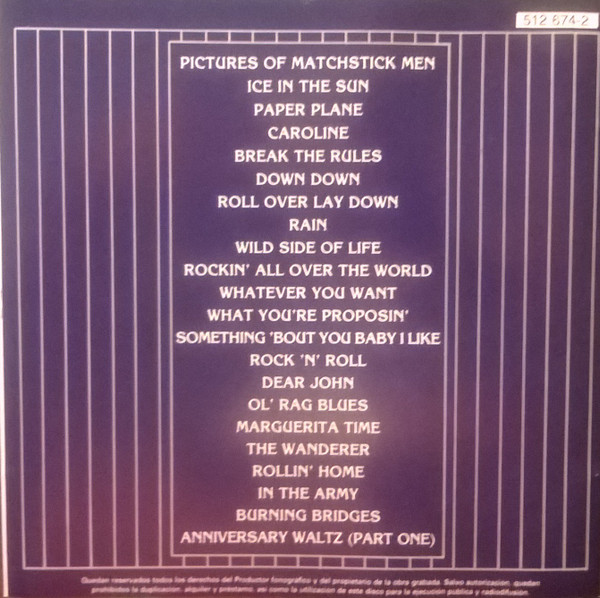 512 674-2
PICTURES OF MATCHSTICK MEN
ICE IN THE SUN
PAPER PLANE
CAROLINE
BREAK THE RULES
DOWN DOWN
ROLL OVER LAY DOWN
RAIN
WILD SIDE OF LIFE
ROCKIN' ALL OVER THE WORLD
WHATEVER YOU WANT
WHAT YOU'RE PROPOSIN'
SOMETHING 'BOUT YOU BABY I LIKE
ROCK 'N' ROLL
DEAR JOHN
OL' RAG BLUES
MARGUERITA TIME
THE WANDERER
ROLLIN' HOME
IN THE ARMY
BURNING BRIDGES
ANNIVERSARY WALTZ (PART ONE)
Quedan reservados todos los derechos del Productor fonográfico y del propietario de la obra grabada. Salvo autorización, quedan
prohibidos la duplicación, alquiler y préstamo, así como la utilización de este disco para la ejecución pública y radiodifusión.